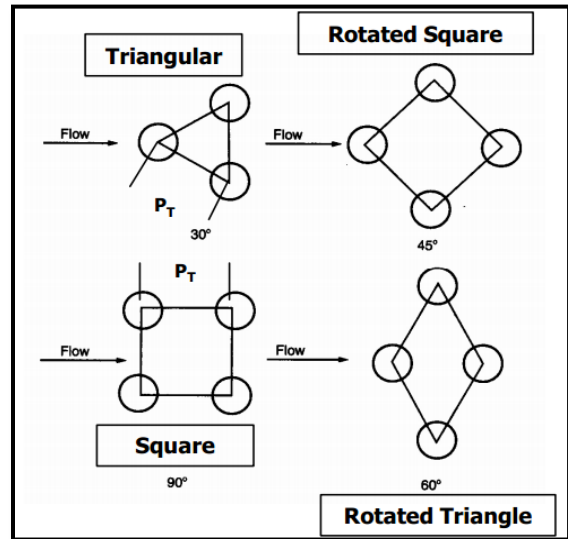 Triangular
Rotated Square
Flow
Flow
P_T
30°
45°
P_T
Flow
Flow
Square
90°
60°
Rotated Triangle